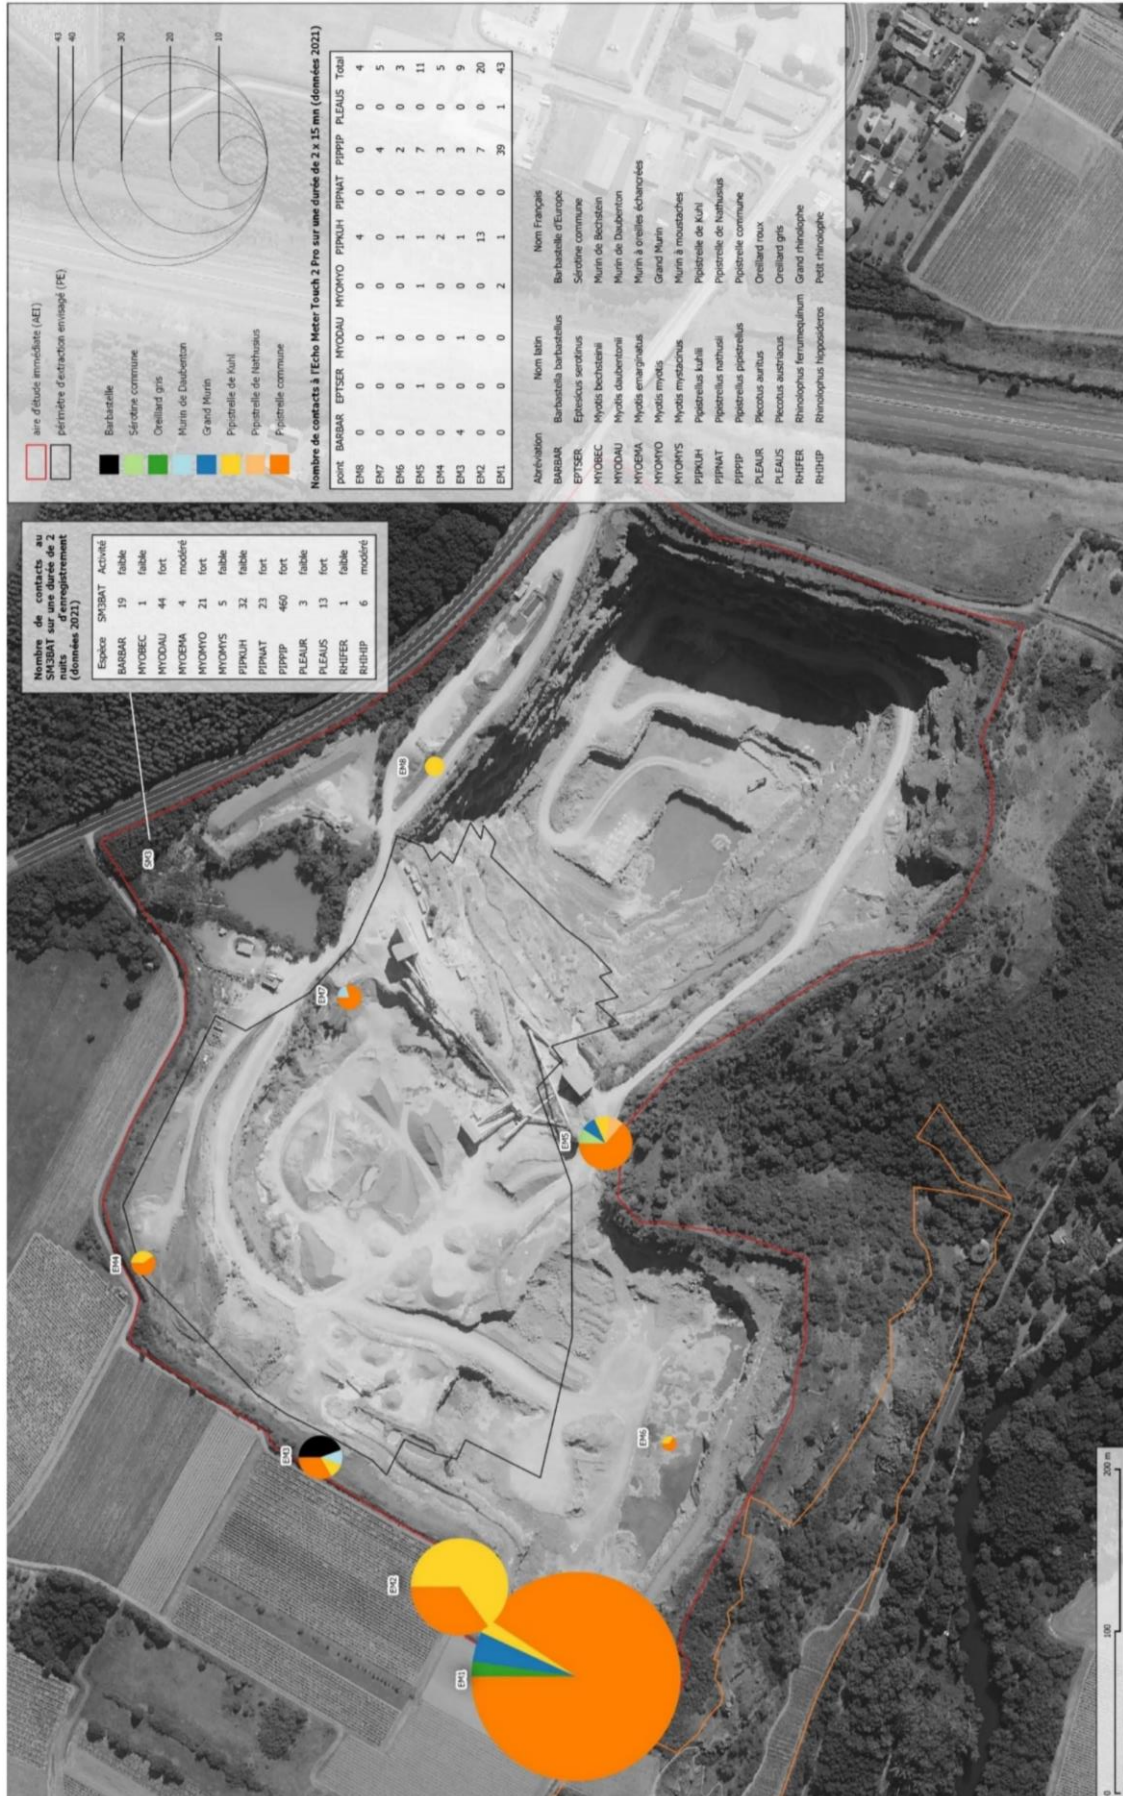 43
40
30
20
10
aire d'étude immédiate (AEI)
périmètre d'extraction envisagé (PE)
Barbastelle
Sérotine commune
Oreillard gris
Murin de Daubenton
Grand Murin
Pipistrelle de Kuhl
Pipistrelle de Nathusius
Pipistrelle commune
Nombre de contacts à l'Echo Meter Touch 2 Pro sur une durée de 2 x 15 mn (données 2021)
point BARBAR EPTSER MYODAU MYOMYO PIPKUH PIPNAT PIPPIP PLEAUS Total
EM8 0 0 0 0 4 0 0 0 4
EM7 0 0 1 0 0 0 4 0 5
EM6 0 0 0 0 1 0 2 0 3
EM5 0 1 0 1 1 1 7 0 11
EM4 0 0 0 0 2 0 3 0 5
EM3 4 0 1 0 1 0 3 0 9
EM2 0 0 0 0 13 0 7 0 20
EM1 0 0 0 2 1 0 39 1 43
Abréviation Nom latin Nom Français
BARBAR Barbastella barbastellus Barbastelle d'Europe
EPTSER Eptesicus serotinus Sérotine commune
MYOBEC Myotis bechsteinii Murin de Bechstein
MYODAU Myotis daubentonii Murin de Daubenton
MYOEMA Myotis emarginatus Murin à oreilles échancrées
MYOMYO Myotis myotis Grand Murin
MYOMYS Myotis mystacinus Murin à moustaches
PIPKUH Pipistrellus kuhlii Pipistrelle de Kuhl
PIPNAT Pipistrellus nathusii Pipistrelle de Nathusius
PIPPIP Pipistrellus pipistrellus Pipistrelle commune
PLEAUR Plecotus auritus Oreillard roux
PLEAUS Plecotus austriacus Oreillard gris
RHIFER Rhinolophus ferrumequinum Grand rhinolophe
RHIHIP Rhinolophus hipposideros Petit rhinolophe
Nombre de contacts au
SM3BAT sur une durée de 2
nuits d'enregistrement
(données 2021)
Espèce SM3BAT Activité
BARBAR 19 faible
MYOBEC 1 faible
MYODAU 44 fort
MYOEMA 4 modéré
MYOMYO 21 fort
MYOMYS 5 faible
PIPKUH 32 faible
PIPNAT 23 fort
PIPPIP 460 fort
PLEAUR 3 faible
PLEAUS 13 fort
RHIFER 1 faible
RHIHIP 6 modéré
SM3
EM8
EM7
EM5
EM4
EM3
EM6
EM2
EM1
0 100 200 m